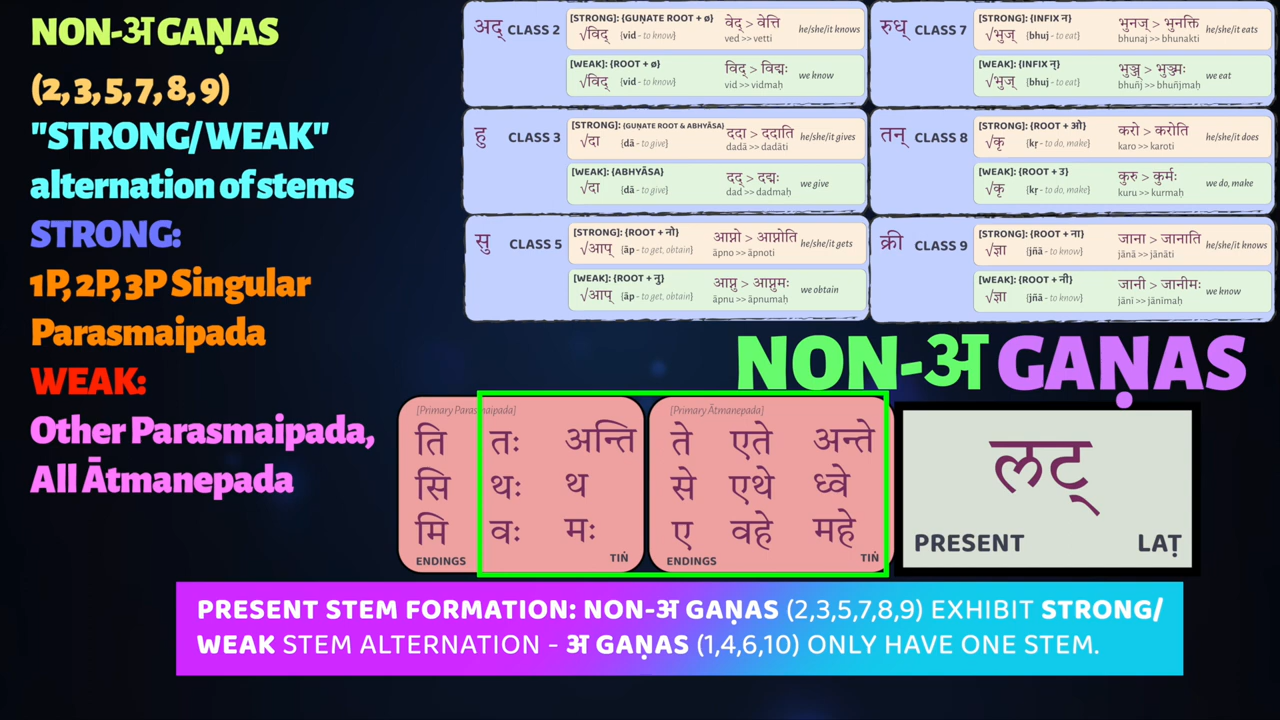 NON-अ GAṆAS
(2, 3, 5, 7, 8, 9)
"STRONG/WEAK"
alternation of stems
STRONG:
1P, 2P, 3P Singular
Parasmaipada
WEAK:
Other Parasmaipada,
All Ātmanepada
अद् CLASS 2
[STRONG]: {GUṆATE ROOT + ø}
√विद् {vid - to know}
वेद् > वेत्ति
ved >> vetti
he/she/it knows
[WEAK]: {ROOT + ø}
√विद् {vid - to know}
विद् > विद्मः
vid >> vidmaḥ
we know
हु CLASS 3
[STRONG]: {GUṆATE ROOT & ABHYĀSA}
√दा {dā - to give}
ददा > ददाति
dadā >> dadāti
he/she/it gives
[WEAK]: {ABHYĀSA}
√दा {dā - to give}
दद् > दद्मः
dad >> dadmaḥ
we give
सु CLASS 5
[STRONG]: {ROOT + नो}
√आप् {āp - to get, obtain}
आप्नो > आप्नोति
āpno >> āpnoti
he/she/it gets
[WEAK]: {ROOT + नु}
√आप् {āp - to get, obtain}
आप्नु > आप्नुमः
āpnu >> āpnumaḥ
we obtain
रुध् CLASS 7
[STRONG]: {INFIX न}
√भुज् {bhuj - to eat}
भुनज् > भुनक्ति
bhunaj >> bhunakti
he/she/it eats
[WEAK]: {INFIX न्}
√भुज् {bhuj - to eat}
भुञ्ज् > भुञ्ज्मः
bhuñj >> bhuñjmaḥ
we eat
तन् CLASS 8
[STRONG]: {ROOT + ओ}
√कृ {kṛ - to do, make}
करो > करोति
karo >> karoti
he/she/it does
[WEAK]: {ROOT + उ}
√कृ {kṛ - to do, make}
कुरु > कुर्मः
kuru >> kurmaḥ
we do, make
क्री CLASS 9
[STRONG]: {ROOT + ना}
√ज्ञा {jñā - to know}
जाना > जानाति
jānā >> jānāti
he/she/it knows
[WEAK]: {ROOT + नी}
√ज्ञा {jñā - to know}
जानी > जानीमः
jānī >> jānīmaḥ
we know
NON-अ GAṆAS
[Primary Parasmaipada]
ति तः अन्ति
सि थः थ
मि वः मः
ENDINGS TIṄ
[Primary Ātmanepada]
ते एते अन्ते
से एथे ध्वे
ए वहे महे
ENDINGS TIṄ
लट्
PRESENT LAṬ
PRESENT STEM FORMATION: NON-अ GAṆAS (2,3,5,7,8,9) EXHIBIT STRONG/
WEAK STEM ALTERNATION - अ GAṆAS (1,4,6,10) ONLY HAVE ONE STEM.